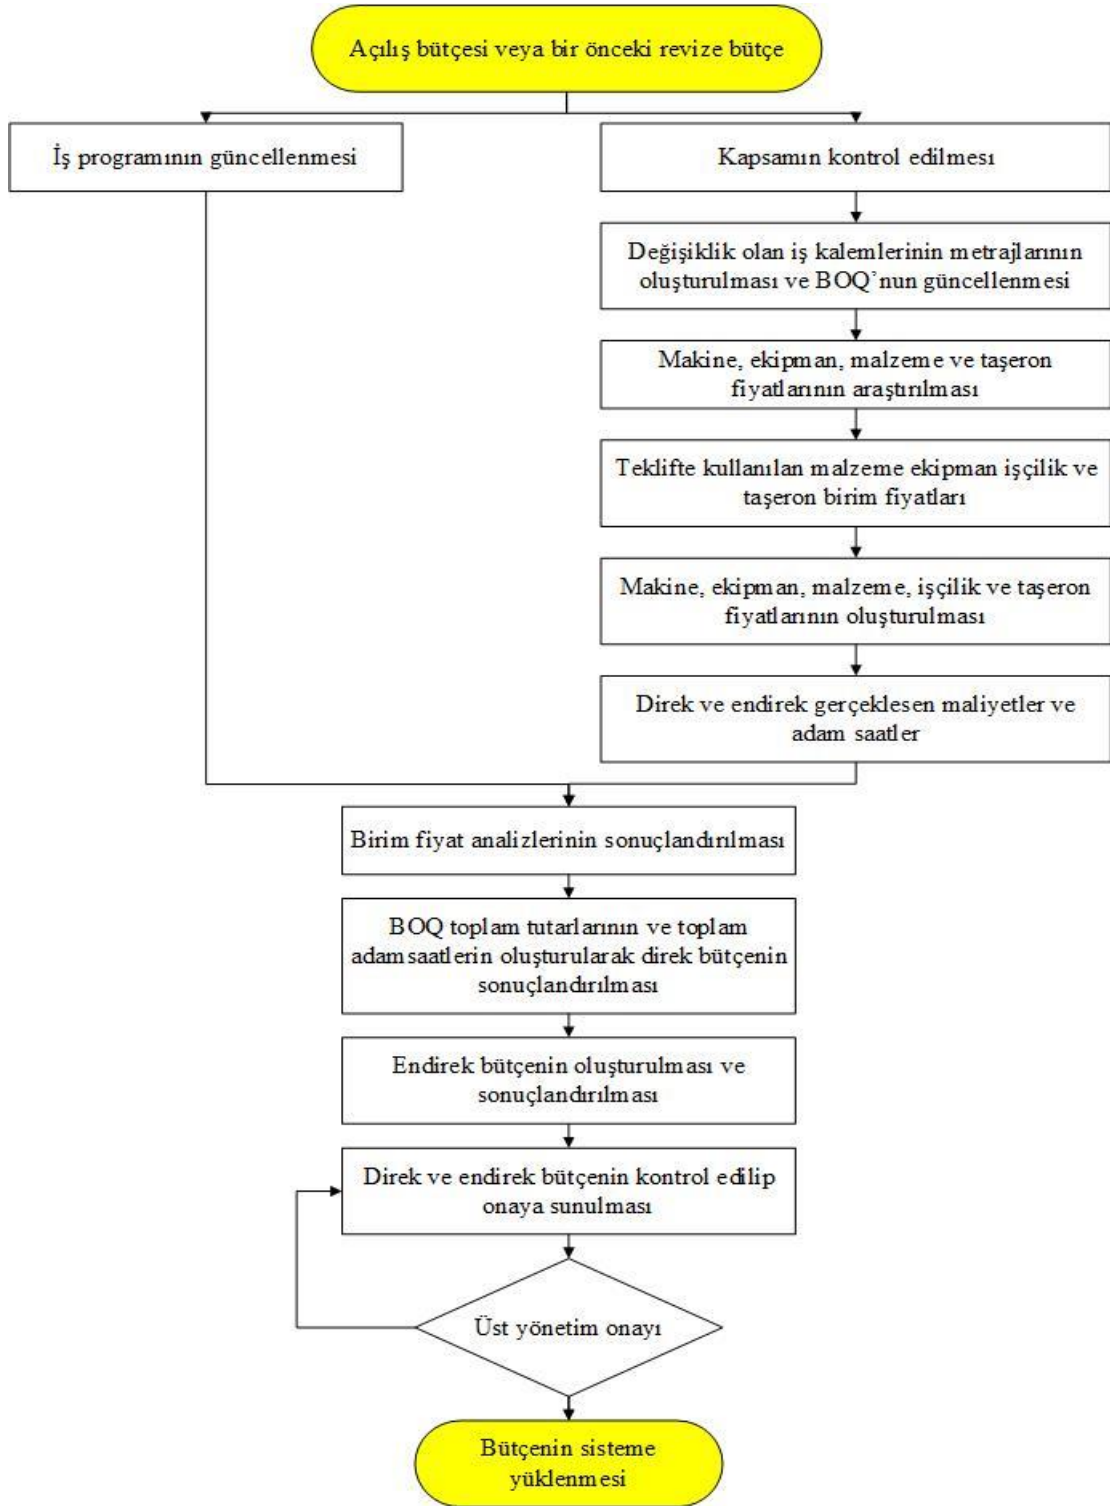 Açılış bütçesi veya bir önceki revize bütçe
İş programının güncellenmesi
Kapsamın kontrol edilmesı
Değişiklik olan iş kalemlerinin metrajlarının
oluşturulması ve BOQ’nun güncellenmesi
Makine, ekipman, malzeme ve taşeron
fiyatlarının araştırılması
Teklifte kullanılan malzeme ekipman işçilik ve
taşeron birim fiyatları
Makine, ekipman, malzeme, işçilik ve taşeron
fiyatlarının oluşturulması
Direk ve endirek gerçeklesen maliyetler ve
adam saatler
Birim fiyat analizlerinin sonuçlandırılması
BOQ toplam tutarlarının ve toplam
adamsaatlerin oluşturularak direk bütçenin
sonuçlandırılması
Endirek bütçenin oluşturulması ve
sonuçlandırılması
Direk ve endirek bütçenin kontrol edilip
onaya sunulması
Üst yönetim onayı
Bütçenin sisteme
yüklenmesi